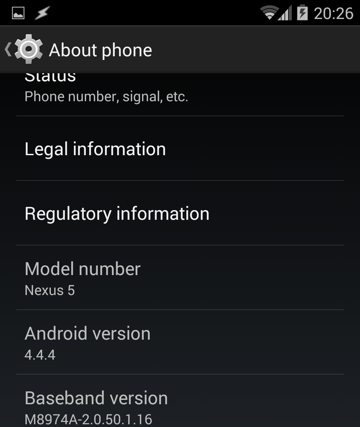 20:26
About phone
Status
Phone number, signal, etc.
Legal information
Regulatory information
Model number
Nexus 5
Android version
4.4.4
Baseband version
M8974A-2.0.50.1.16